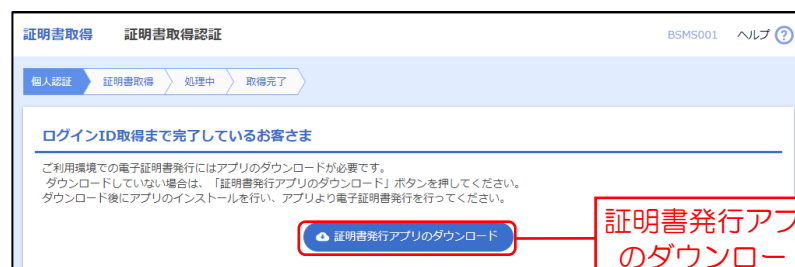 証明書取得 証明書取得認証 BSMS001 ヘルプ ?
個人認証 証明書取得 処理中 取得完了
ログインID取得まで完了しているお客さま
ご利用環境での電子証明書発行にはアプリのダウンロードが必要です。
ダウンロードしていない場合は、「証明書発行アプリのダウンロード」ボタンを押してください。
ダウンロード後にアプリのインストールを行い、アプリより電子証明書発行を行ってください。
証明書発行アプリのダウンロード
証明書発行アプ
のダウンロー